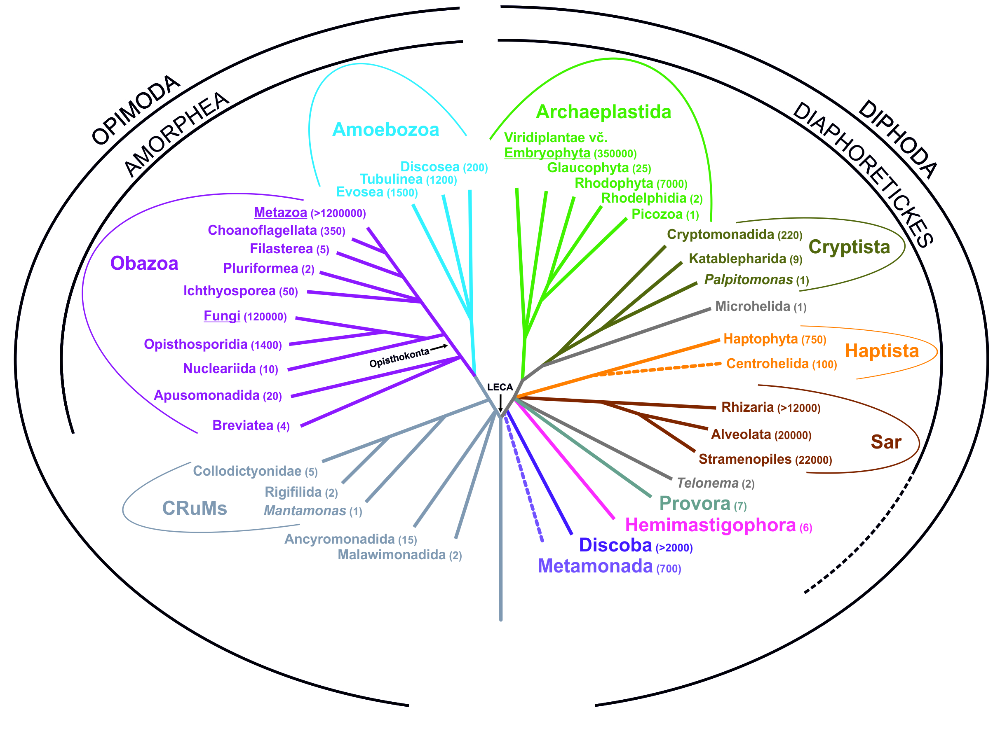 OPIMODA
AMORPHEA
DIPHODA
DIAPHORETICKES
Amoebozoa
Discosea (200)
Tubulinea (1200)
Evosea (1500)
Archaeplastida
Viridiplantae vč.
Embryophyta (350000)
Glaucophyta (25)
Rhodophyta (7000)
Rhodelphidia (2)
Picozoa (1)
Obazoa
Metazoa (>1200000)
Choanoflagellata (350)
Filasterea (5)
Pluriformea (2)
Ichthyosporea (50)
Fungi (120000)
Opisthosporidia (1400)
Nucleariida (10)
Apusomonadida (20)
Breviatea (4)
Opisthokonta
LECA
Cryptista
Cryptomonadida (220)
Katablepharida (9)
Palpitomonas (1)
Microhelida (1)
Haptista
Haptophyta (750)
Centrohelida (100)
Sar
Rhizaria (>12000)
Alveolata (20000)
Stramenopiles (22000)
Telonema (2)
Provora (7)
Hemimastigophora (6)
Discoba (>2000)
Metamonada (700)
CRuMs
Collodictyonidae (5)
Rigifilida (2)
Mantamonas (1)
Ancyromonadida (15)
Malawimonadida (2)